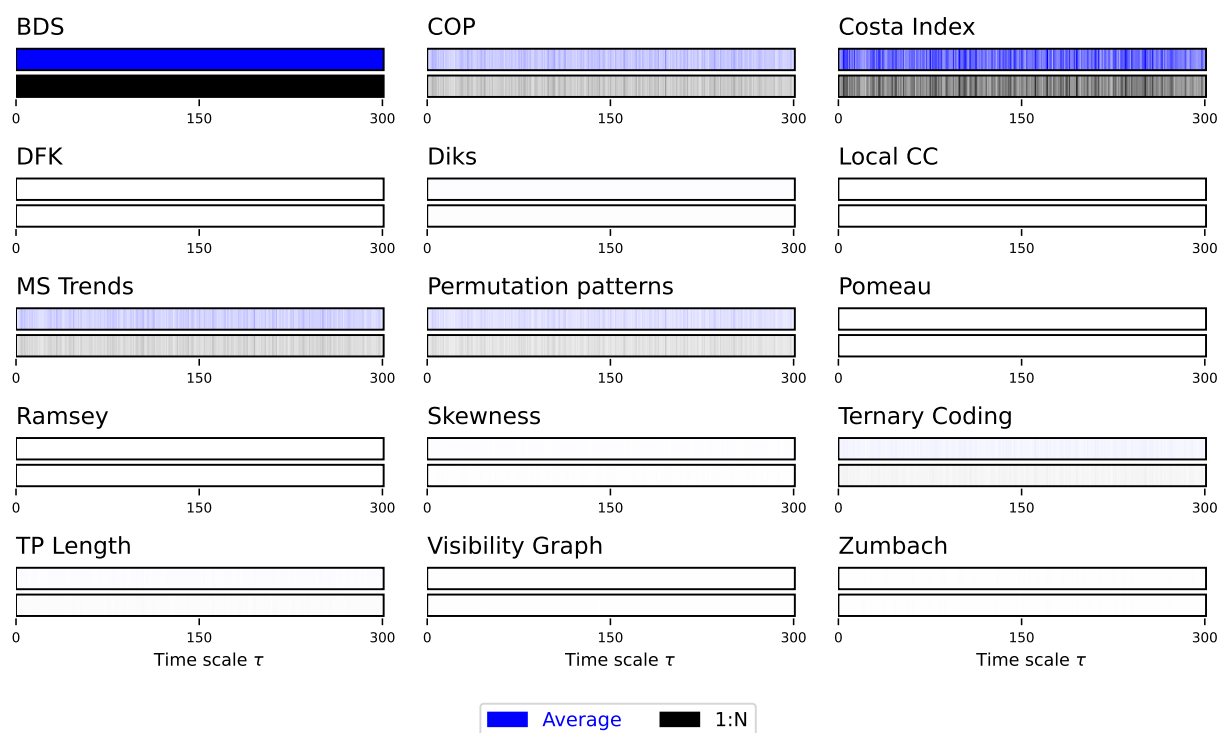 BDS
COP
Costa Index
0 150 300
0 150 300
0 150 300
DFK
Diks
Local CC
0 150 300
0 150 300
0 150 300
MS Trends
Permutation patterns
Pomeau
0 150 300
0 150 300
0 150 300
Ramsey
Skewness
Ternary Coding
0 150 300
0 150 300
0 150 300
TP Length
Visibility Graph
Zumbach
0 150 300
0 150 300
0 150 300
Time scale τ
Time scale τ
Time scale τ
Average
1:N